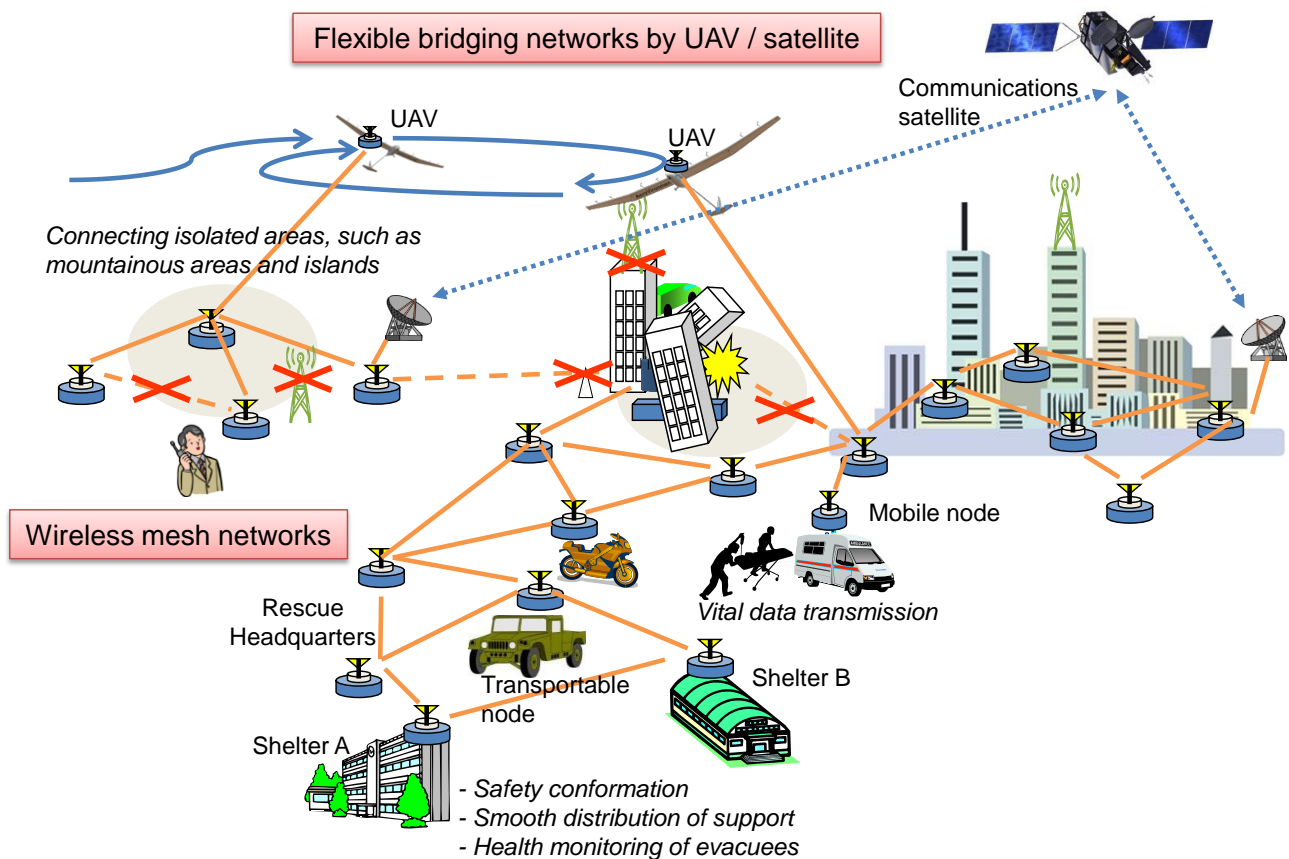 Flexible bridging networks by UAV / satellite
Communications
satellite
UAV
UAV
Connecting isolated areas, such as
mountainous areas and islands
Wireless mesh networks
Mobile node
AMBULANCE
Vital data transmission
Rescue
Headquarters
Transportable
node
Shelter B
Shelter A
- Safety conformation
- Smooth distribution of support
- Health monitoring of evacuees